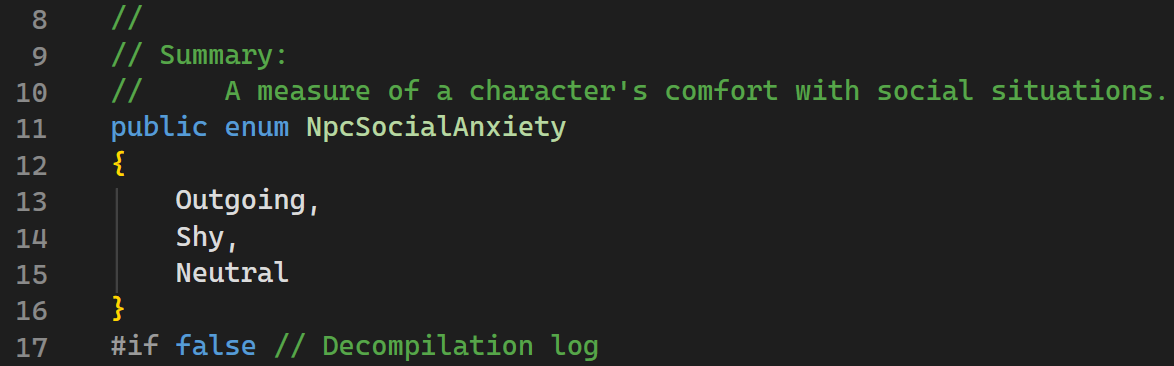 8 //
9 // Summary:
10 //     A measure of a character's comfort with social situations.
11 public enum NpcSocialAnxiety
12 {
13     Outgoing,
14     Shy,
15     Neutral
16 }
17 #if false // Decompilation log